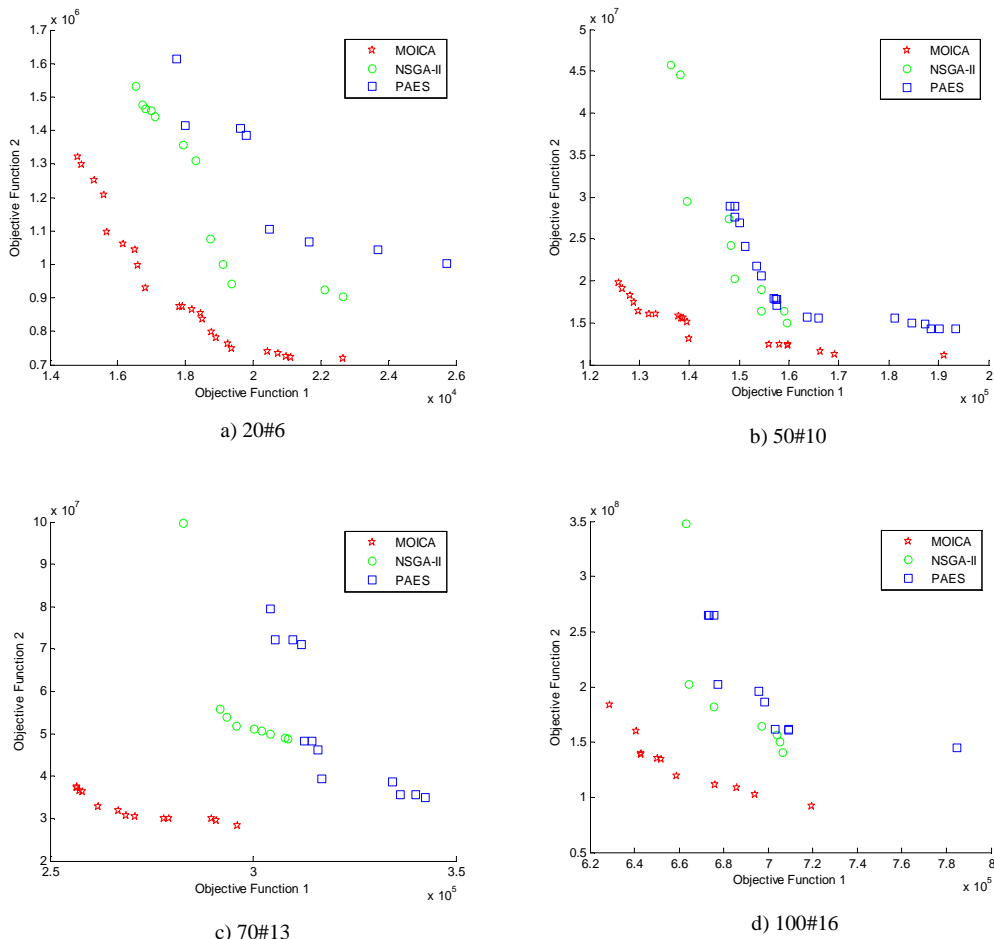 x 10^6
1.7
1.6
1.5
1.4
1.3
1.2
1.1
1
0.9
0.8
0.7
Objective Function 2
MOICA
NSGA-II
PAES
1.4 1.6 1.8 2 2.2 2.4 2.6
Objective Function 1
x 10^4
a) 20#6
x 10^7
5
4.5
4
3.5
3
2.5
2
1.5
1
Objective Function 2
MOICA
NSGA-II
PAES
1.2 1.3 1.4 1.5 1.6 1.7 1.8 1.9 2
Objective Function 1
x 10^5
b) 50#10
x 10^7
10
9
8
7
6
5
4
3
2
Objective Function 2
MOICA
NSGA-II
PAES
2.5 3 3.5
Objective Function 1
x 10^5
c) 70#13
x 10^8
3.5
3
2.5
2
1.5
1
0.5
Objective Function 2
MOICA
NSGA-II
PAES
6.2 6.4 6.6 6.8 7 7.2 7.4 7.6 7.8 8
Objective Function 1
x 10^5
d) 100#16